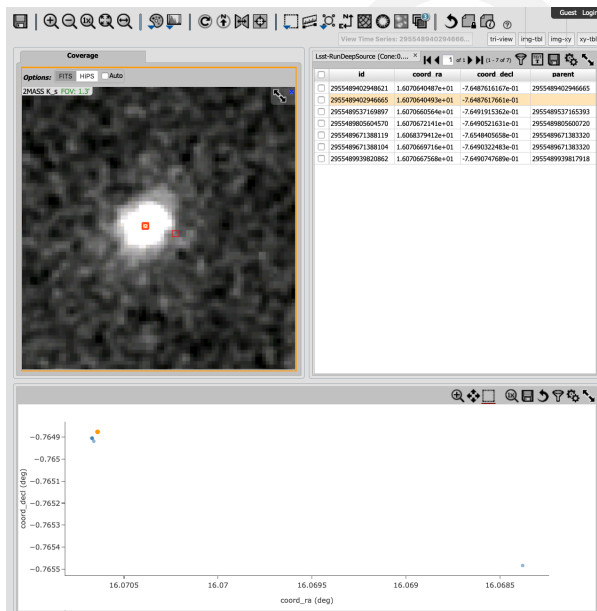 Guest Login
View Time Series: 29554894029466...
tri-view img-tbl img-xy xy-tbl
Coverage
Options: FITS HiPS Auto
2MASS K_s FOV: 1.3'
Lsst-RunDeepSource (Cone:0.... × 1 of 1 (1 - 7 of 7)
id coord_ra coord_decl parent
2955489402948621 1.6070640487e+01 -7.6487616167e-01 2955489402946665
2955489402946665 1.6070640493e+01 -7.6487617661e-01
2955489537169897 1.6070660564e+01 -7.6491915362e-01 2955489537165393
2955489805604570 1.6070672141e+01 -7.6490521631e-01 2955489805600720
2955489671388119 1.6068379412e+01 -7.6548405658e-01 2955489671383320
2955489671388104 1.6070669716e+01 -7.6490322483e-01 2955489671383320
2955489939820862 1.6070667568e+01 -7.6490747689e-01 2955489939817918
−0.7649
−0.765
−0.7651
−0.7652
−0.7653
−0.7654
−0.7655
coord_decl (deg)
16.0705 16.07 16.0695 16.069 16.0685
coord_ra (deg)